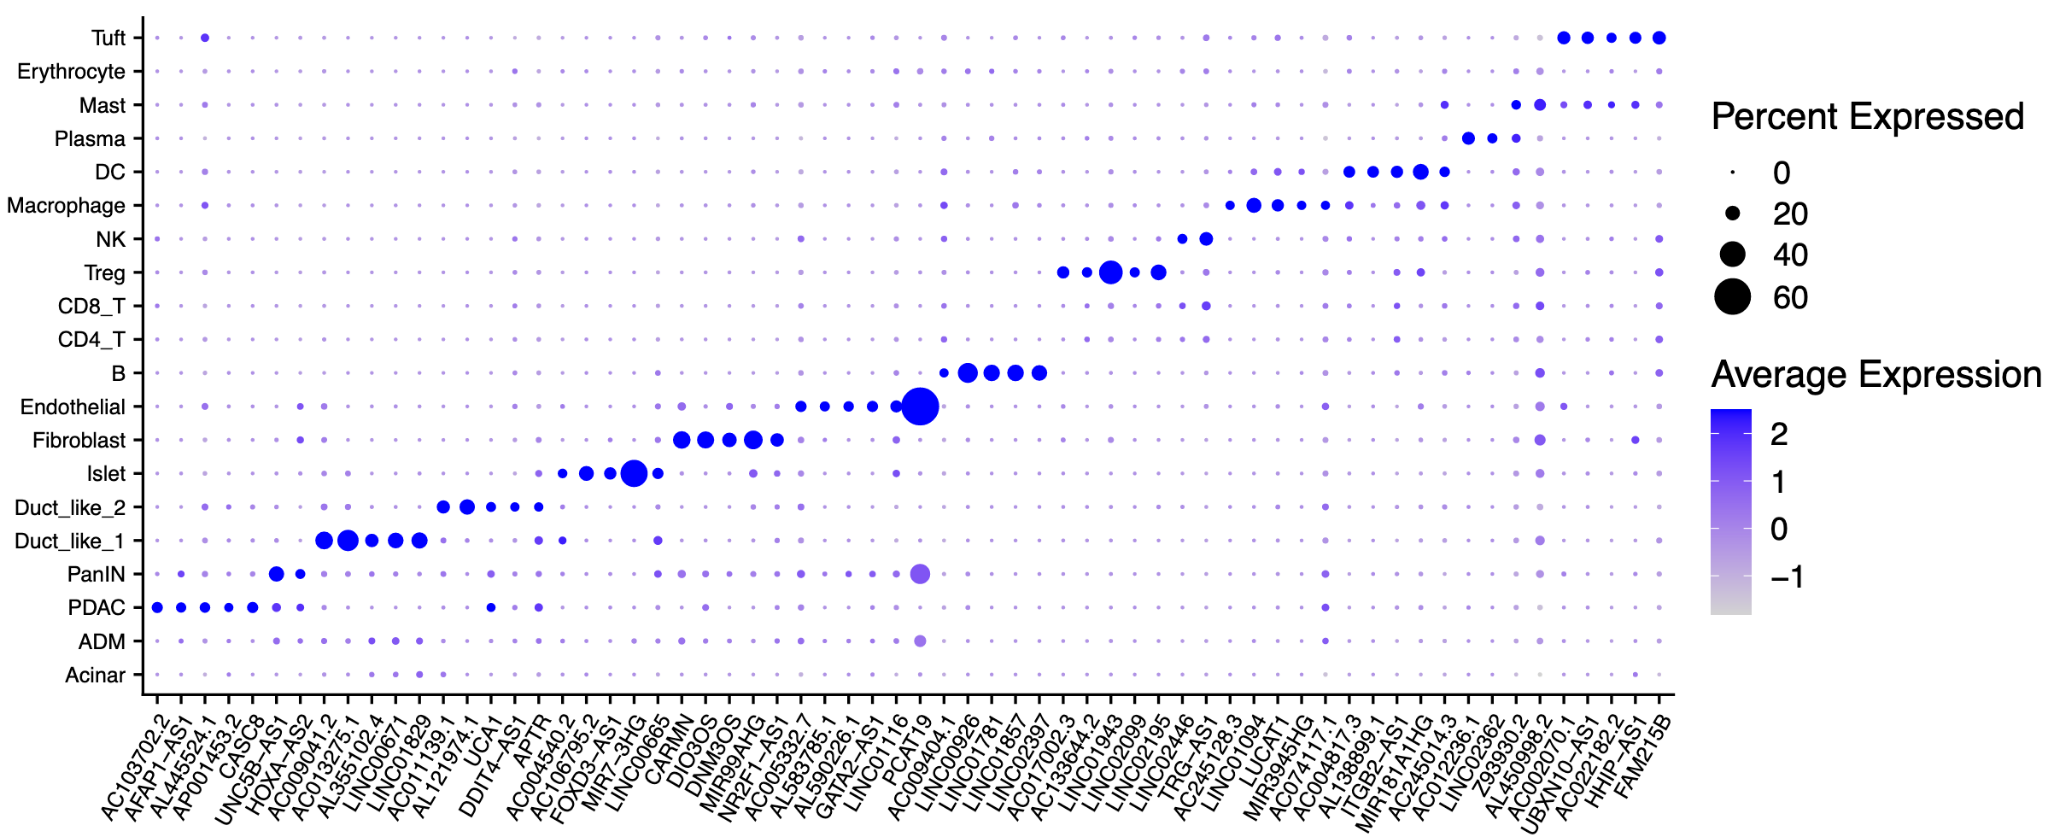 Tuft
Erythrocyte
Mast
Plasma
DC
Macrophage
NK
Treg
CD8_T
CD4_T
B
Endothelial
Fibroblast
Islet
Duct_like_2
Duct_like_1
PanIN
PDAC
ADM
Acinar
AC103702.2
AFAP1−AS1
AL445524.1
AP001453.2
CASC8
UNC5B−AS1
HOXA−AS2
AC009041.2
AC013275.1
AL355102.4
LINC00671
LINC01829
AC011139.1
AL121974.1
UCA1
DDIT4−AS1
APTR
AC004540.2
AC106795.2
FOXD3−AS1
MIR7−3HG
LINC00665
CARMN
DIO3OS
DNM3OS
MIR99AHG
NR2F1−AS1
AC005332.7
AL583785.1
AL590226.1
GATA2−AS1
LINC01116
PCAT19
AC009404.1
LINC00926
LINC01781
LINC01857
LINC02397
AC017002.3
AC133644.2
LINC01943
LINC02099
LINC02195
LINC02446
TRG−AS1
AC245128.3
LINC01094
LUCAT1
MIR3945HG
AC074117.1
AC004817.3
AL138899.1
ITGB2−AS1
MIR181A1HG
AC245014.3
AC012236.1
LINC02362
Z93930.2
AL450998.2
AC002070.1
UBXN10−AS1
AC022182.2
HHIP−AS1
FAM215B
Percent Expressed
0
20
40
60
Average Expression
2
1
0
−1